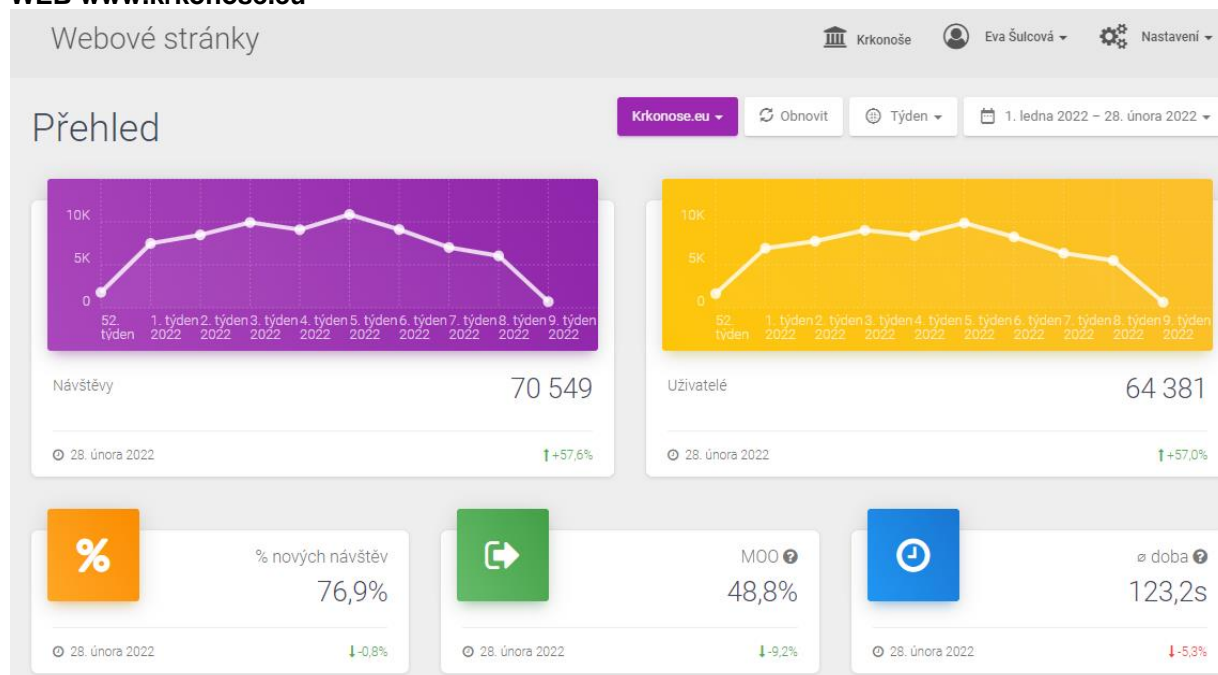 WEB www.krkonose.eu
Webové stránky
Krkonoše
Eva Šulcová
Nastavení
Přehled
Krkonose.eu
Obnovit
Týden
1. ledna 2022 – 28. února 2022
10K
5K
0
52. týden
1. týden 2022
2. týden 2022
3. týden 2022
4. týden 2022
5. týden 2022
6. týden 2022
7. týden 2022
8. týden 2022
9. týden 2022
Návštěvy
70 549
28. února 2022
+57,6%
10K
5K
0
52. týden
1. týden 2022
2. týden 2022
3. týden 2022
4. týden 2022
5. týden 2022
6. týden 2022
7. týden 2022
8. týden 2022
9. týden 2022
Uživatelé
64 381
28. února 2022
+57,0%
%
% nových návštěv
76,9%
28. února 2022
-0,8%
MOO ?
48,8%
28. února 2022
-9,2%
ø doba ?
123,2s
28. února 2022
-5,3%